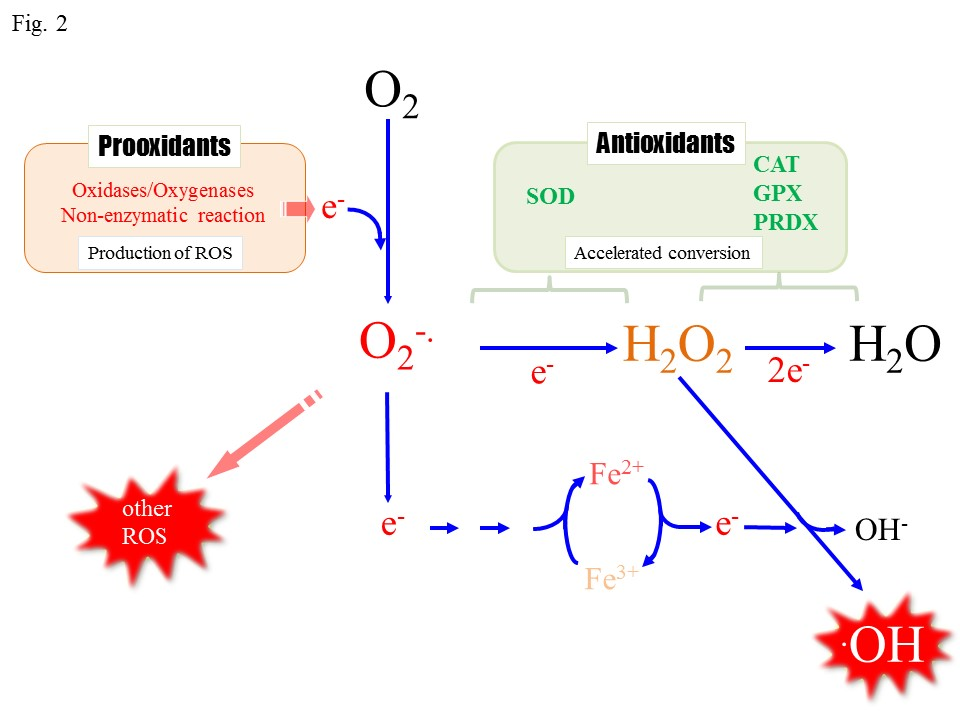 Fig. 2
O₂
Prooxidants
Oxidases/Oxygenases
Non-enzymatic reaction
Production of ROS
e⁻
Antioxidants
SOD
CAT
GPX
PRDX
Accelerated conversion
O₂⁻·
e⁻
H₂O₂
2e⁻
H₂O
other
ROS
e⁻
Fe²⁺
Fe³⁺
e⁻
OH⁻
·OH